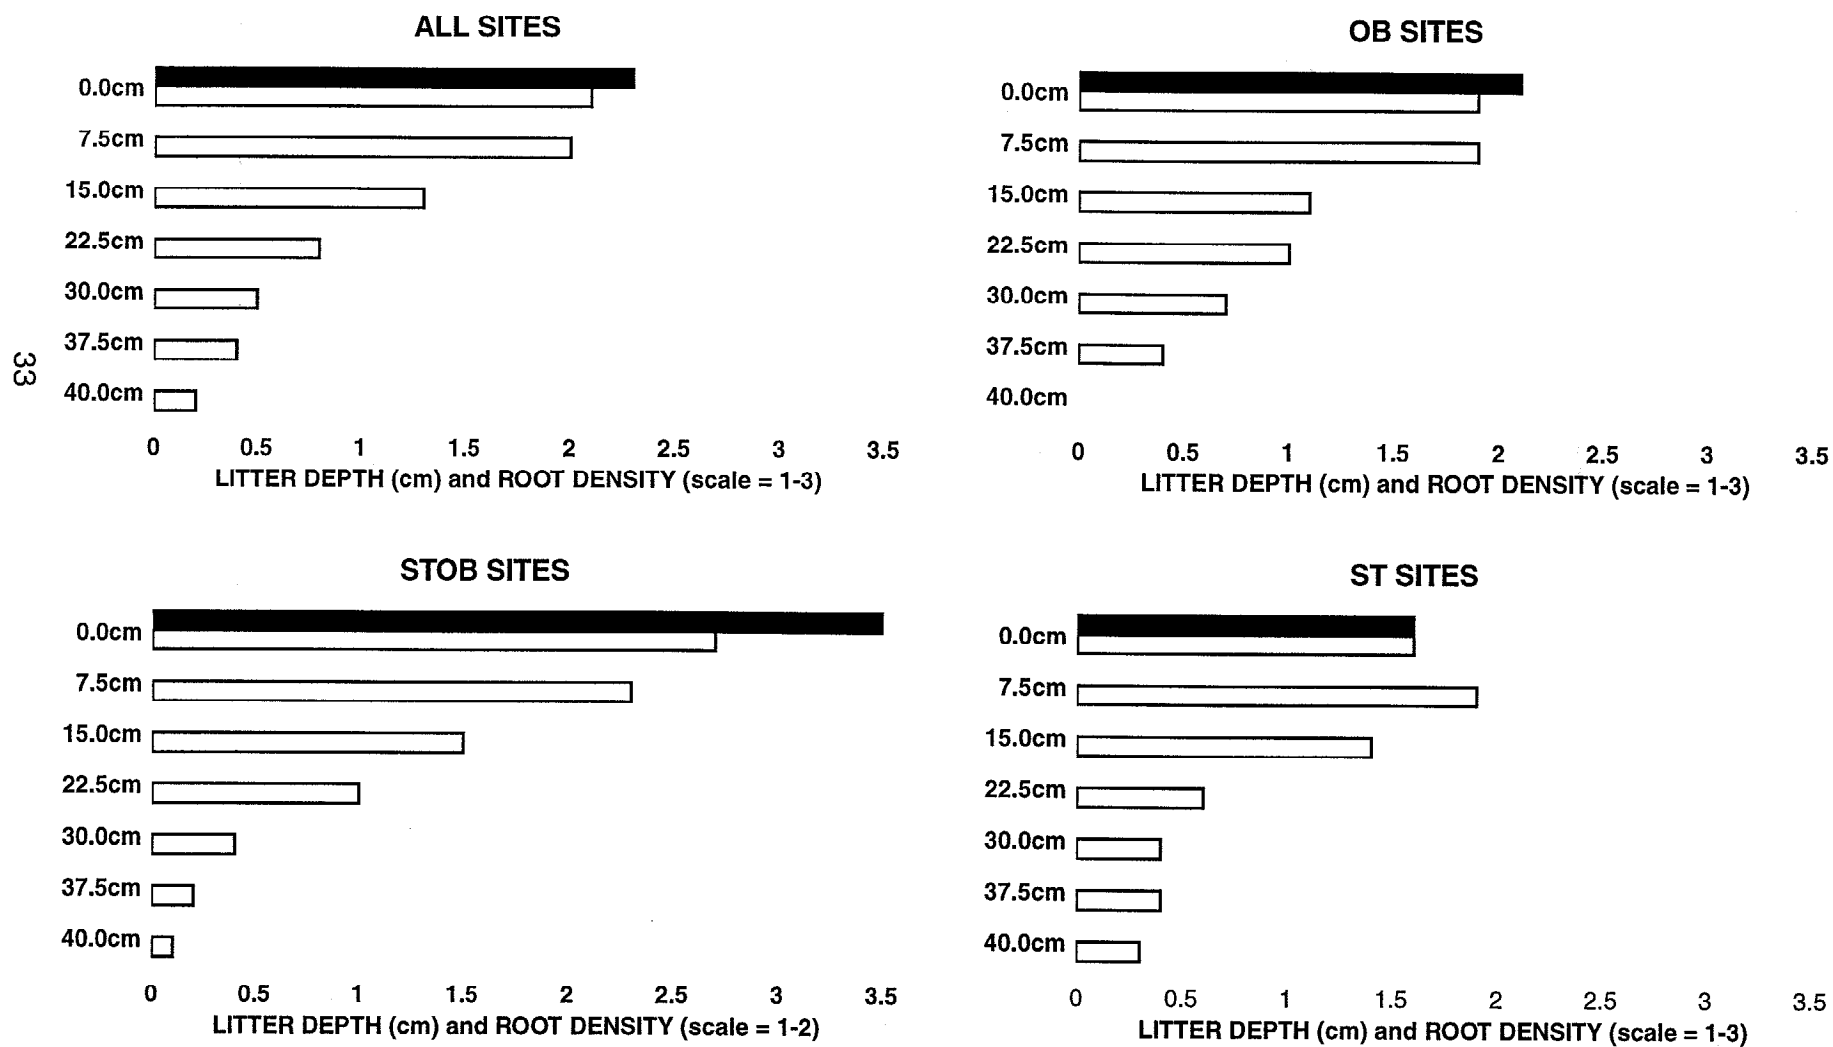 ALL SITES
0.0cm
7.5cm
15.0cm
22.5cm
30.0cm
37.5cm
40.0cm
0 0.5 1 1.5 2 2.5 3 3.5
LITTER DEPTH (cm) and ROOT DENSITY (scale = 1-3)
OB SITES
0.0cm
7.5cm
15.0cm
22.5cm
30.0cm
37.5cm
40.0cm
0 0.5 1 1.5 2 2.5 3 3.5
LITTER DEPTH (cm) and ROOT DENSITY (scale = 1-3)
33
STOB SITES
0.0cm
7.5cm
15.0cm
22.5cm
30.0cm
37.5cm
40.0cm
0 0.5 1 1.5 2 2.5 3 3.5
LITTER DEPTH (cm) and ROOT DENSITY (scale = 1-2)
ST SITES
0.0cm
7.5cm
15.0cm
22.5cm
30.0cm
37.5cm
40.0cm
0 0.5 1 1.5 2 2.5 3 3.5
LITTER DEPTH (cm) and ROOT DENSITY (scale = 1-3)